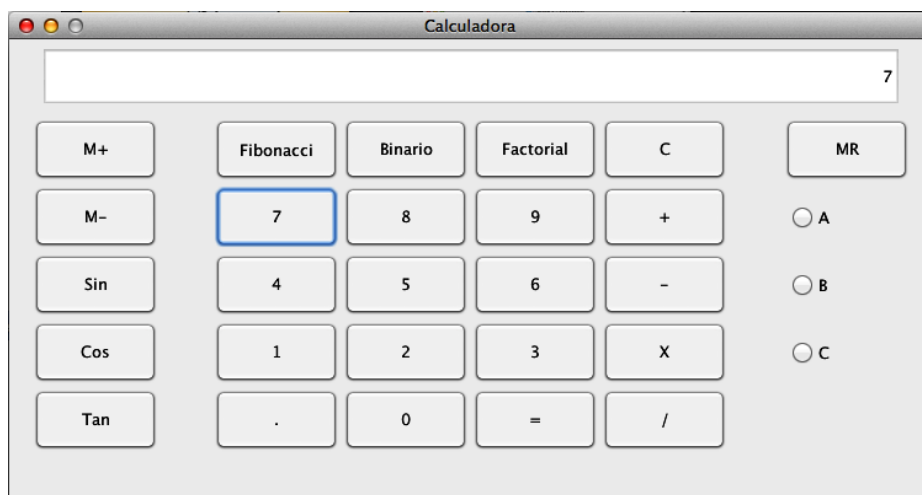 Calculadora
7
M+ Fibonacci Binario Factorial C MR
M- 7 8 9 + A
Sin 4 5 6 - B
Cos 1 2 3 X C
Tan . 0 = /